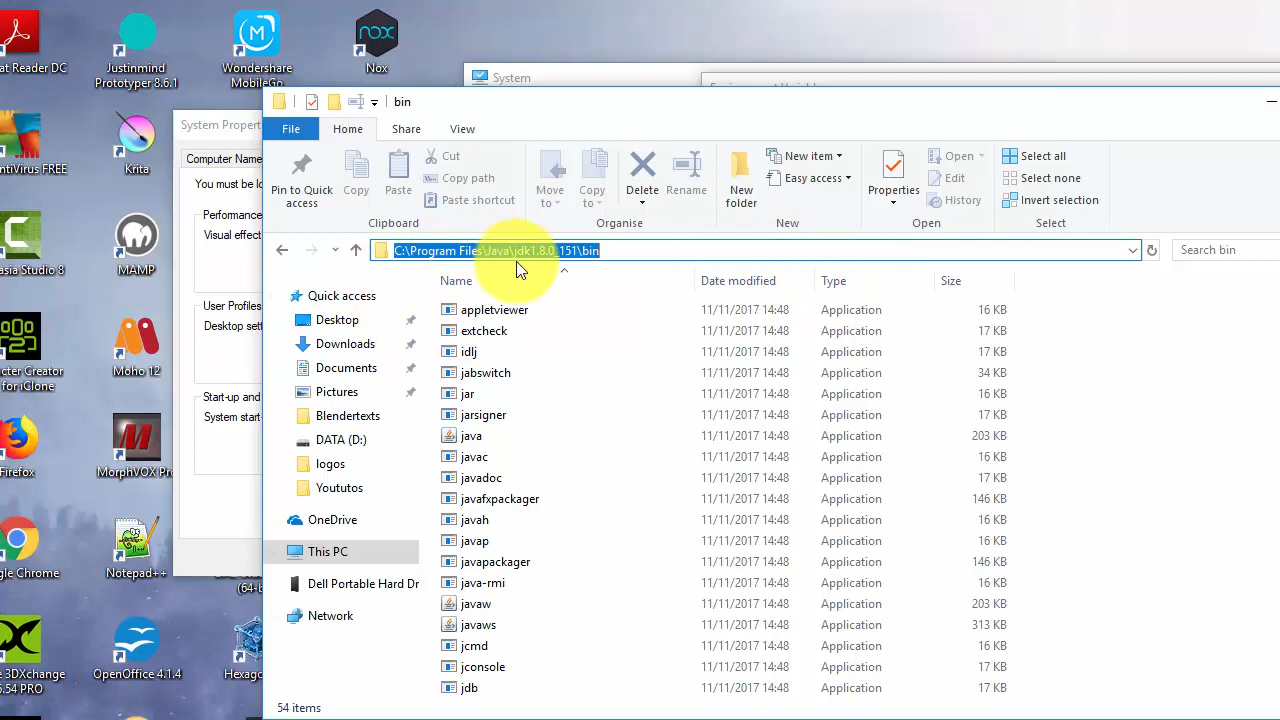 at Reader DC
Justinmind
Prototyper 8.6.1
Wondershare
MobileGo
nox
Nox
System
bin
System Propert
File
Home
Share
View
ntiVirus FREE
Krita
Computer Name
You must be lo
Performance
Visual effect
Pin to Quick
access
Copy
Paste
Cut
Copy path
Paste shortcut
Move
to
Copy
to
Delete
Rename
New
folder
New item
Easy access
Properties
Open
Edit
History
Select all
Select none
Invert selection
Clipboard
Organise
New
Open
Select
asia Studio 8
MAMP
C:\Program Files\Java\jdk1.8.0_151\bin
Search bin
Name
Date modified
Type
Size
User Profiles
Desktop sett
Start-up and
System start-
cter Creator
for iClone
Moho 12
irefox
MorphVOX Pro
gle Chrome
Notepad++
(64-b
e 3DXchange
5.54 PRO
OpenOffice 4.1.4
Hexago
Quick access
Desktop
Downloads
Documents
Pictures
Blendertexts
DATA (D:)
logos
Yoututos
OneDrive
This PC
Dell Portable Hard Dr
Network
appletviewer 11/11/2017 14:48 Application 16 KB
extcheck 11/11/2017 14:48 Application 17 KB
idlj 11/11/2017 14:48 Application 17 KB
jabswitch 11/11/2017 14:48 Application 34 KB
jar 11/11/2017 14:48 Application 16 KB
jarsigner 11/11/2017 14:48 Application 17 KB
java 11/11/2017 14:48 Application 203 KB
javac 11/11/2017 14:48 Application 16 KB
javadoc 11/11/2017 14:48 Application 17 KB
javafxpackager 11/11/2017 14:48 Application 146 KB
javah 11/11/2017 14:48 Application 16 KB
javap 11/11/2017 14:48 Application 16 KB
javapackager 11/11/2017 14:48 Application 146 KB
java-rmi 11/11/2017 14:48 Application 16 KB
javaw 11/11/2017 14:48 Application 203 KB
javaws 11/11/2017 14:48 Application 313 KB
jcmd 11/11/2017 14:48 Application 16 KB
jconsole 11/11/2017 14:48 Application 17 KB
jdb 11/11/2017 14:48 Application 17 KB
54 items